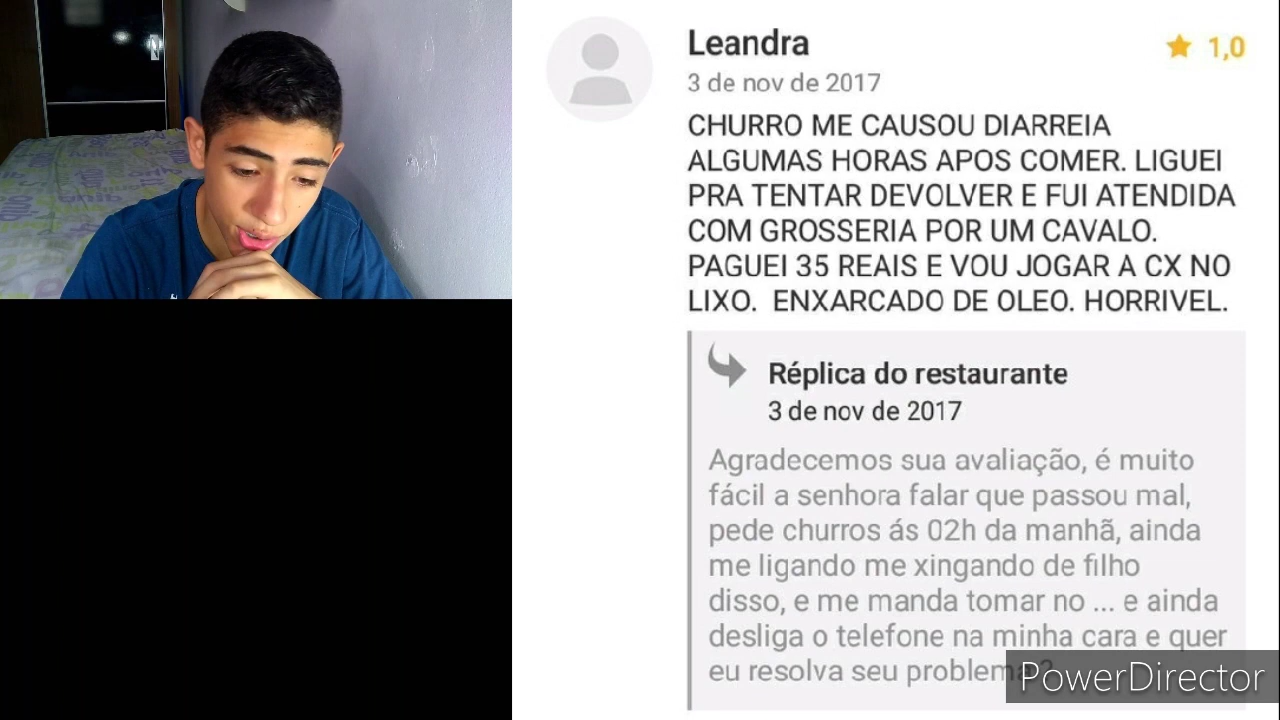 Leandra
1,0
3 de nov de 2017
CHURRO ME CAUSOU DIARREIA
ALGUMAS HORAS APOS COMER. LIGUEI
PRA TENTAR DEVOLVER E FUI ATENDIDA
COM GROSSERIA POR UM CAVALO.
PAGUEI 35 REAIS E VOU JOGAR A CX NO
LIXO. ENXARCADO DE OLEO. HORRIVEL.
Réplica do restaurante
3 de nov de 2017
Agradecemos sua avaliação, é muito
fácil a senhora falar que passou mal,
pede churros ás 02h da manhã, ainda
me ligando me xingando de filho
disso, e me manda tomar no ... e ainda
desliga o telefone na minha cara e quer
eu resolva seu problema ?
PowerDirector